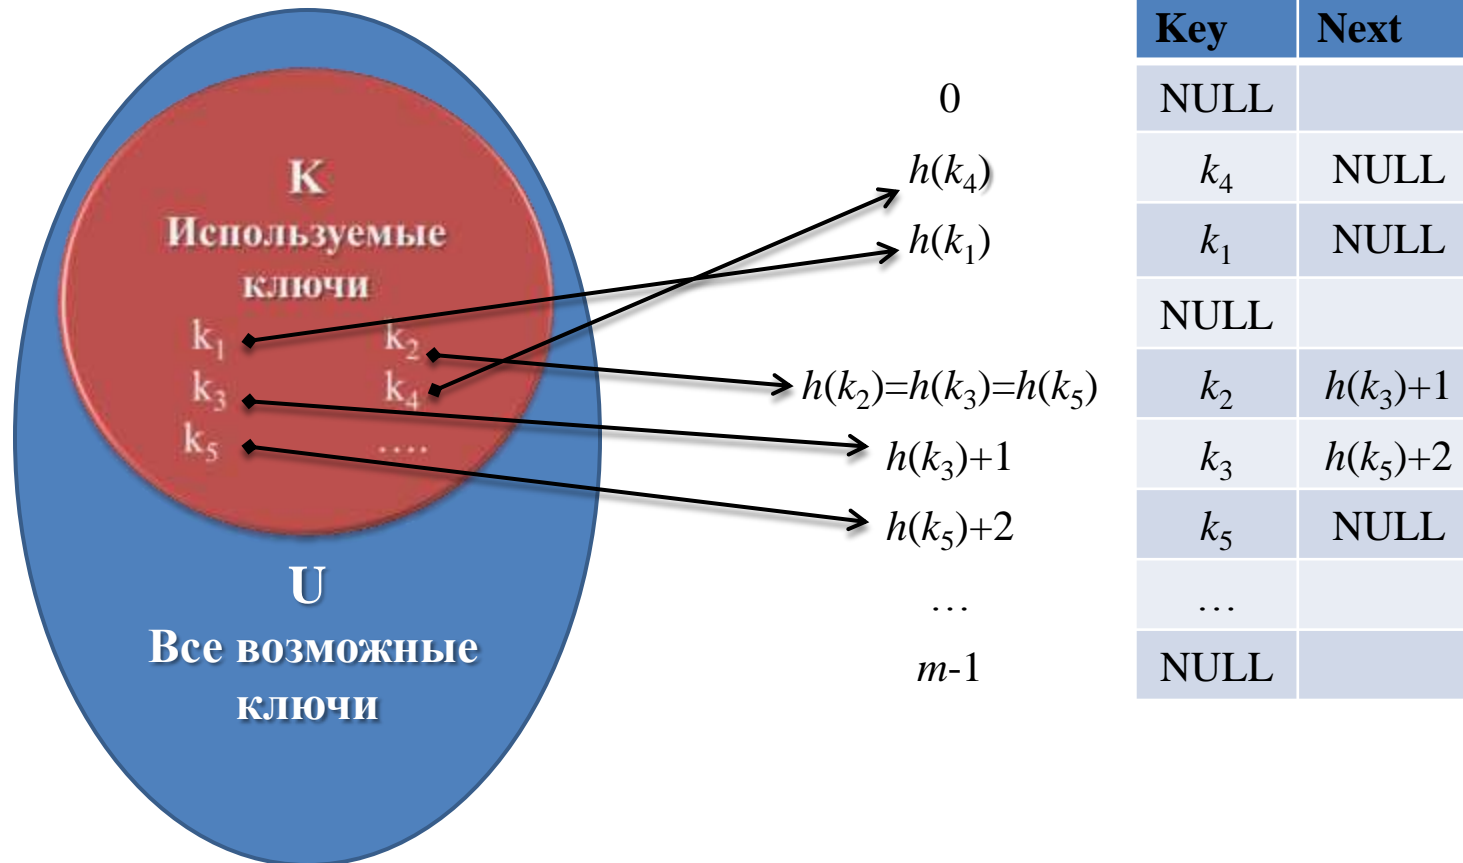 K
Используемые
ключи
k₁ k₂
k₃ k₄
k₅ ....
U
Все возможные
ключи
Key Next
0 NULL
h(k₄) k₄ NULL
h(k₁) k₁ NULL
NULL
h(k₂)=h(k₃)=h(k₅) k₂ h(k₃)+1
h(k₃)+1 k₃ h(k₅)+2
h(k₅)+2 k₅ NULL
… …
m-1 NULL